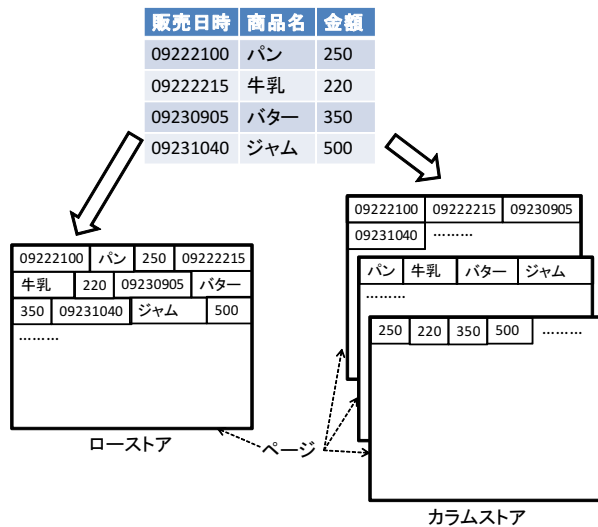 販売日時 商品名 金額
09222100 パン 250
09222215 牛乳 220
09230905 バター 350
09231040 ジャム 500
09222100 パン 250 09222215
牛乳 220 09230905 バター
350 09231040 ジャム 500
………
ローストア
09222100 09222215 09230905
09231040 ………
パン 牛乳 バター ジャム
………
250 220 350 500 ………
ページ
カラムストア